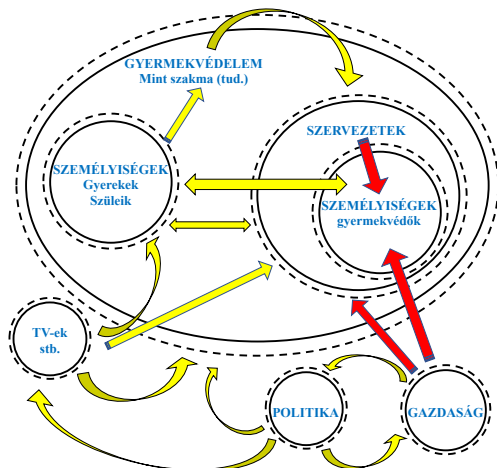 GYERMEKVÉDELEM
Mint szakma (tud.)
SZERVEZETEK
SZEMÉLYISÉGEK
Gyerekek
Szüleik
SZEMÉLYISÉGEK
gyermekvédők
TV-ek
stb.
POLITIKA
GAZDASÁG